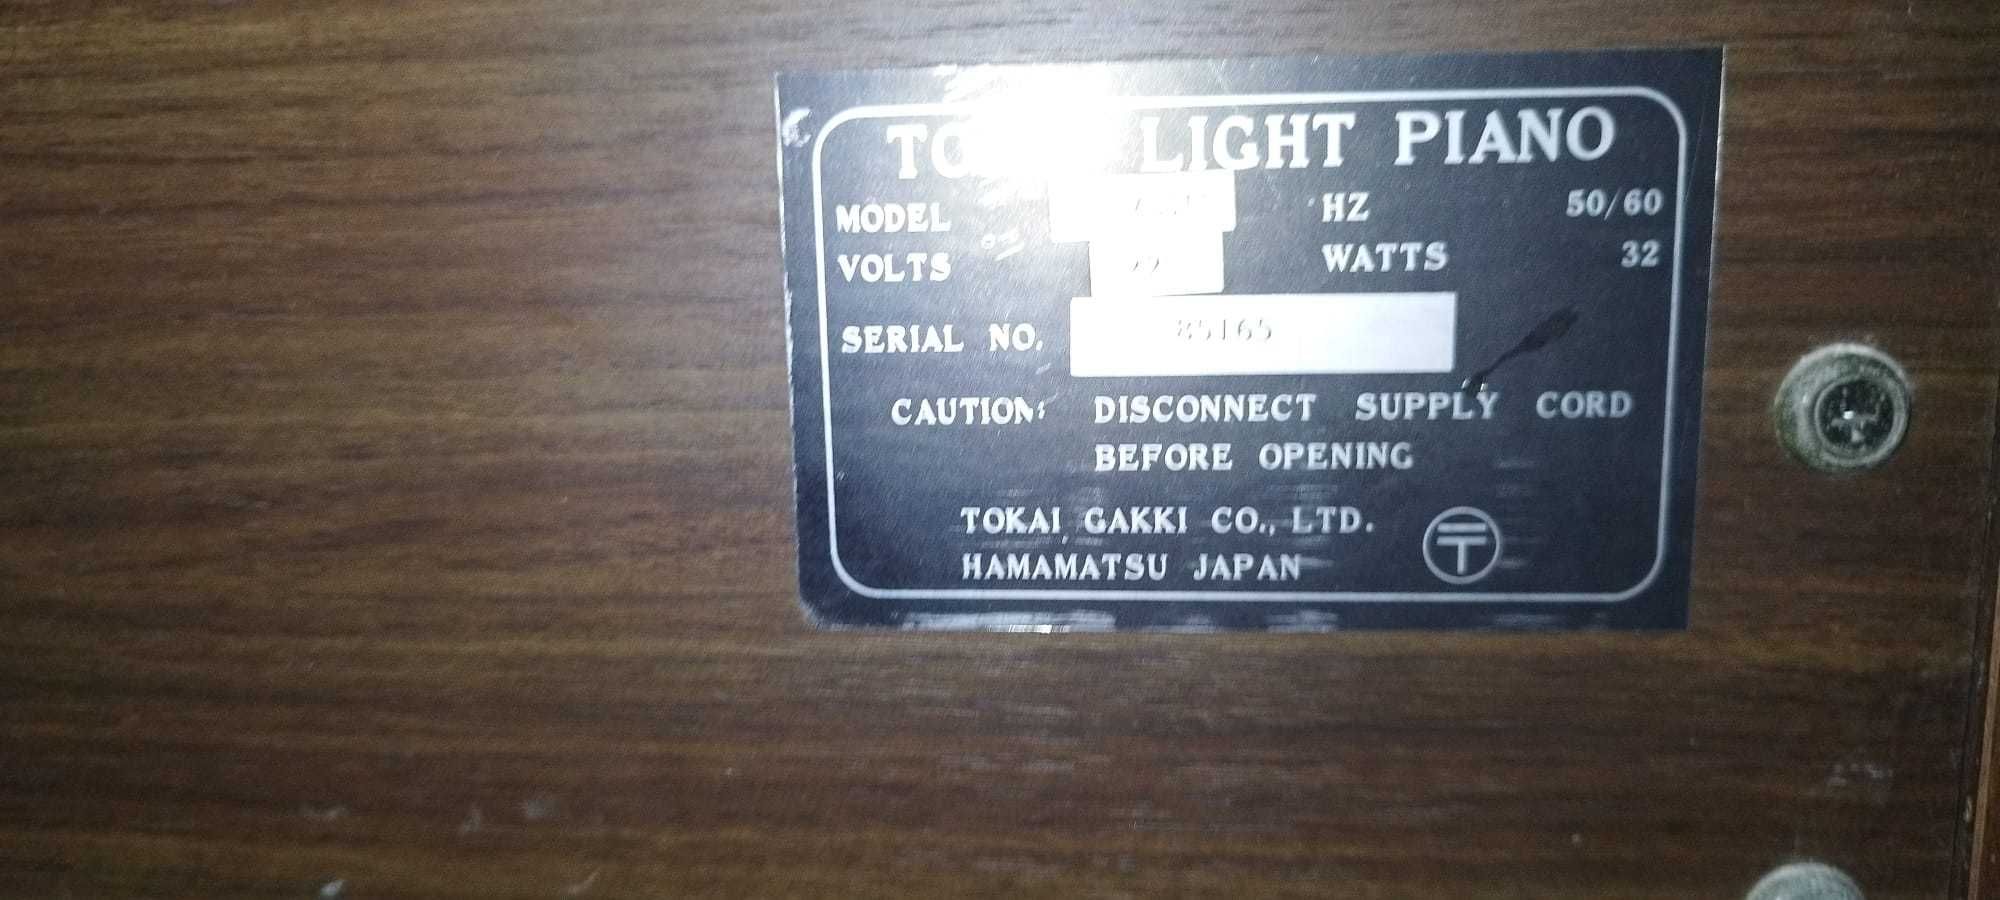 LIGHT PIANO
MODEL HZ 50/60
VOLTS WATTS 32
SERIAL NO. 85165
CAUTION: DISCONNECT SUPPLY CORD
BEFORE OPENING
TOKAI GAKKI CO., LTD.
HAMAMATSU JAPAN